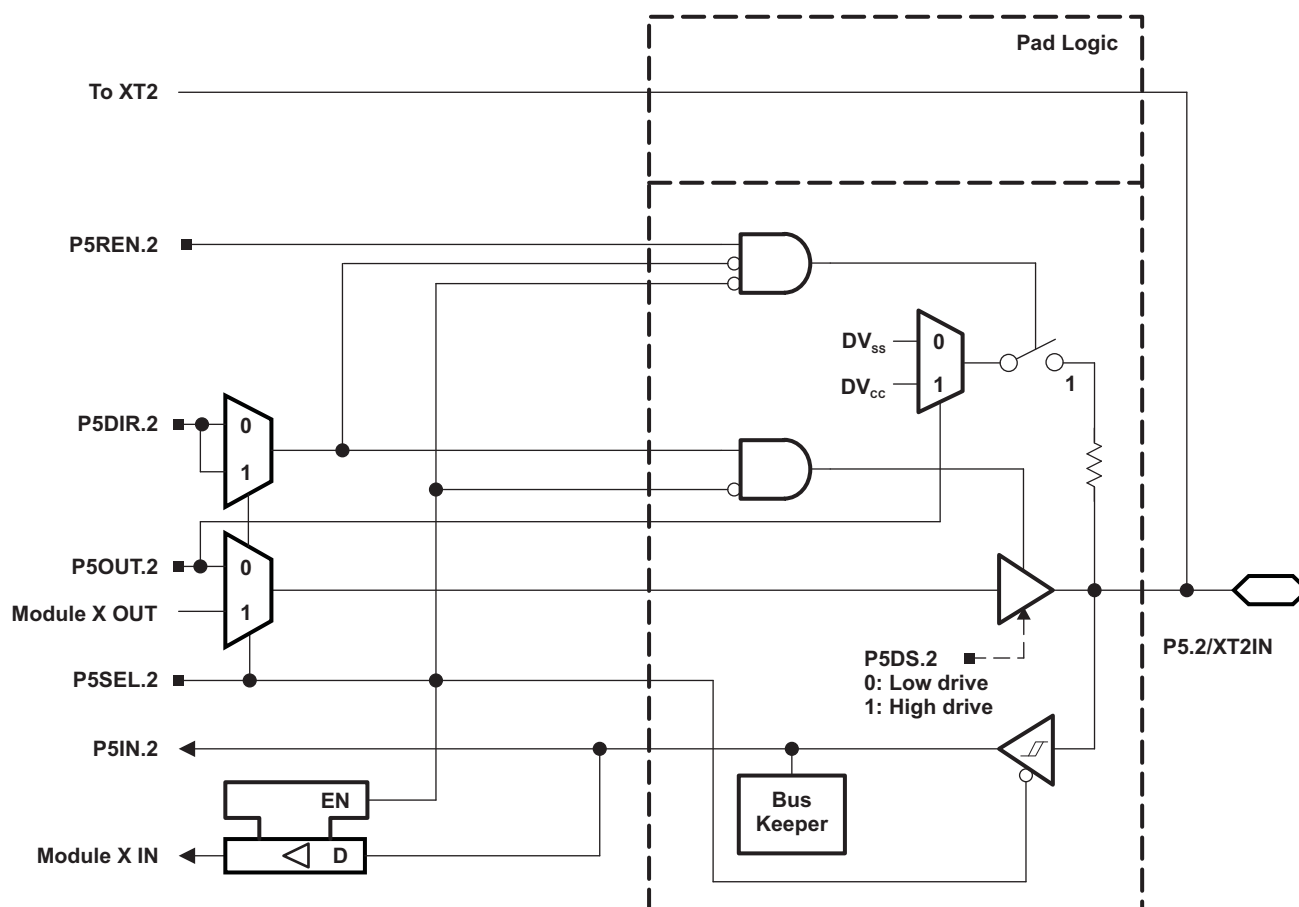 Pad Logic
To XT2
P5REN.2
DVSS
0
DVCC
1
1
P5DIR.2
0
1
P5OUT.2
0
Module X OUT
1
P5SEL.2
P5DS.2
0: Low drive
1: High drive
P5.2/XT2IN
P5IN.2
EN
Bus
Keeper
Module X IN
D